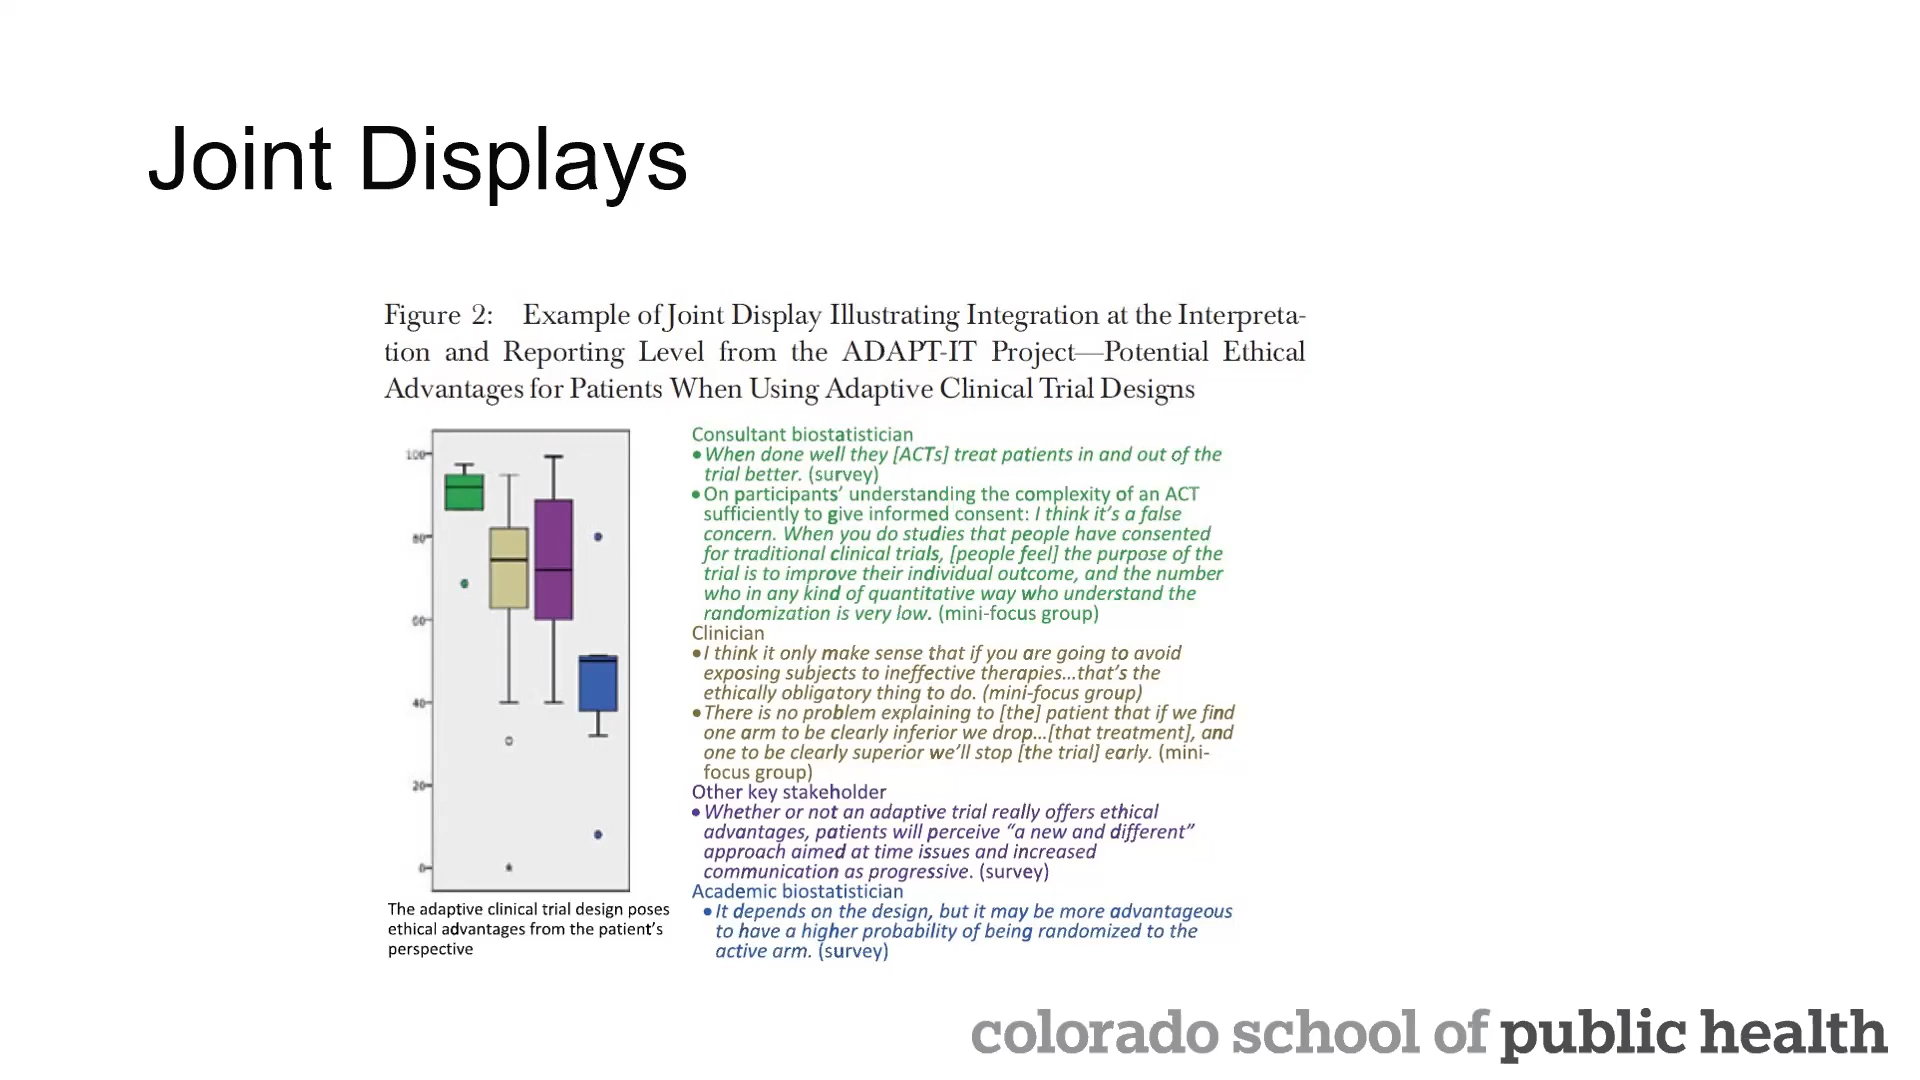 Joint Displays
Figure 2: Example of Joint Display Illustrating Integration at the Interpreta-
tion and Reporting Level from the ADAPT-IT Project—Potential Ethical
Advantages for Patients When Using Adaptive Clinical Trial Designs
100
80
60
40
20
0
The adaptive clinical trial design poses
ethical advantages from the patient's
perspective
Consultant biostatistician
•When done well they [ACTs] treat patients in and out of the
trial better. (survey)
•On participants' understanding the complexity of an ACT
sufficiently to give informed consent: I think it's a false
concern. When you do studies that people have consented
for traditional clinical trials, [people feel] the purpose of the
trial is to improve their individual outcome, and the number
who in any kind of quantitative way who understand the
randomization is very low. (mini-focus group)
Clinician
•I think it only make sense that if you are going to avoid
exposing subjects to ineffective therapies...that's the
ethically obligatory thing to do. (mini-focus group)
•There is no problem explaining to [the] patient that if we find
one arm to be clearly inferior we drop...[that treatment], and
one to be clearly superior we'll stop [the trial] early. (mini-
focus group)
Other key stakeholder
•Whether or not an adaptive trial really offers ethical
advantages, patients will perceive “a new and different”
approach aimed at time issues and increased
communication as progressive. (survey)
Academic biostatistician
•It depends on the design, but it may be more advantageous
to have a higher probability of being randomized to the
active arm. (survey)
colorado school of public health